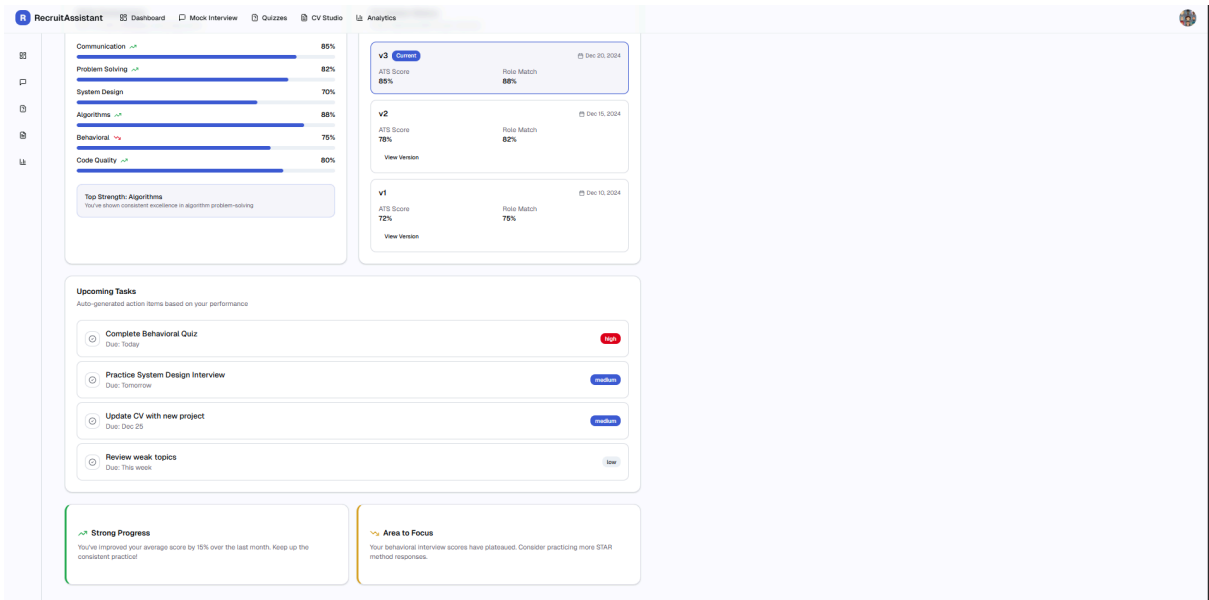 R RecruitAssistant Dashboard Mock Interview Quizzes CV Studio Analytics
Communication 85%
Problem Solving 82%
System Design 70%
Algorithms 88%
Behavioral 75%
Code Quality 80%
Top Strength: Algorithms
You've shown consistent excellence in algorithm problem-solving
v3 Current Dec 20, 2024
ATS Score Role Match
85% 88%
v2 Dec 15, 2024
ATS Score Role Match
78% 82%
View Version
v1 Dec 10, 2024
ATS Score Role Match
72% 75%
View Version
Upcoming Tasks
Auto-generated action items based on your performance
Complete Behavioral Quiz
Due: Today
high
Practice System Design Interview
Due: Tomorrow
medium
Update CV with new project
Due: Dec 25
medium
Review weak topics
Due: This week
low
Strong Progress
You've improved your average score by 15% over the last month. Keep up the
consistent practice!
Area to Focus
Your behavioral interview scores have plateaued. Consider practicing more STAR
method responses.